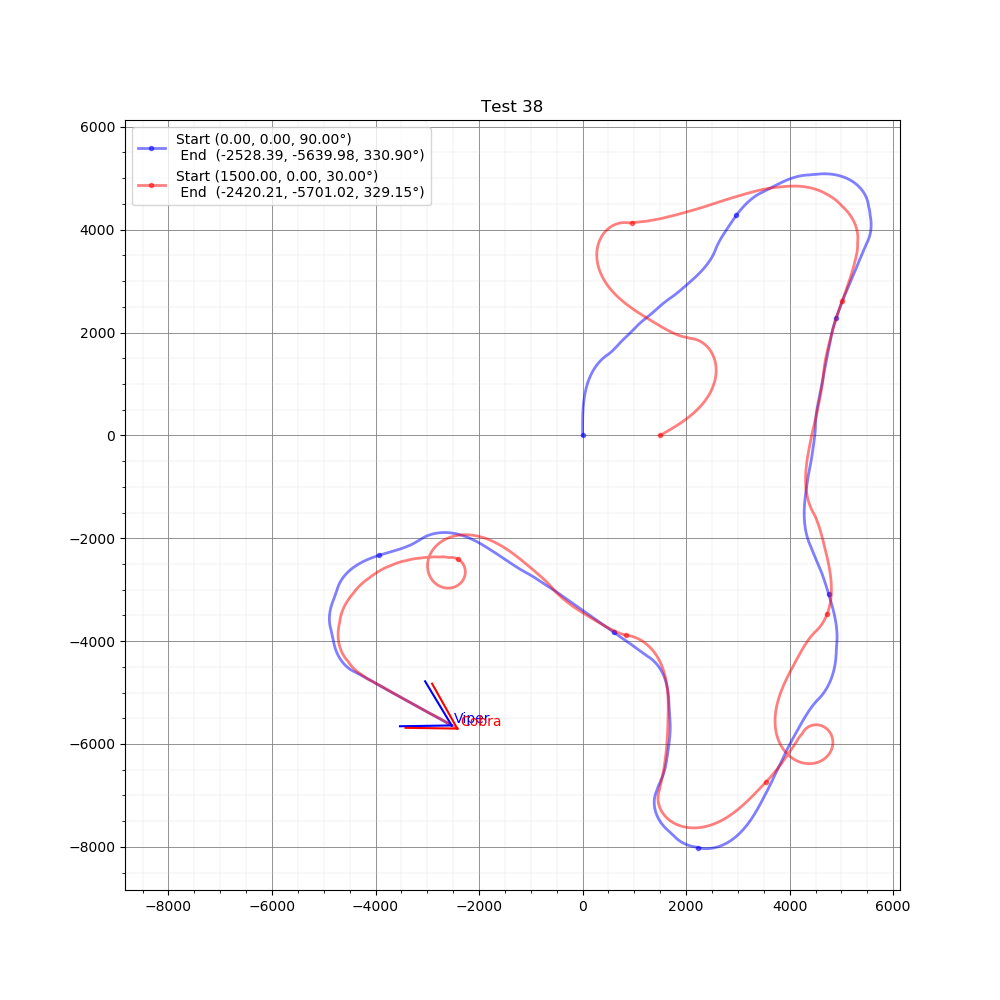 Test 38
Start (0.00, 0.00, 90.00°)
End (-2528.39, -5639.98, 330.90°)
Start (1500.00, 0.00, 30.00°)
End (-2420.21, -5701.02, 329.15°)
6000
4000
2000
0
−2000
−4000
−6000
−8000
Viper
Cobra
−8000 −6000 −4000 −2000 0 2000 4000 6000